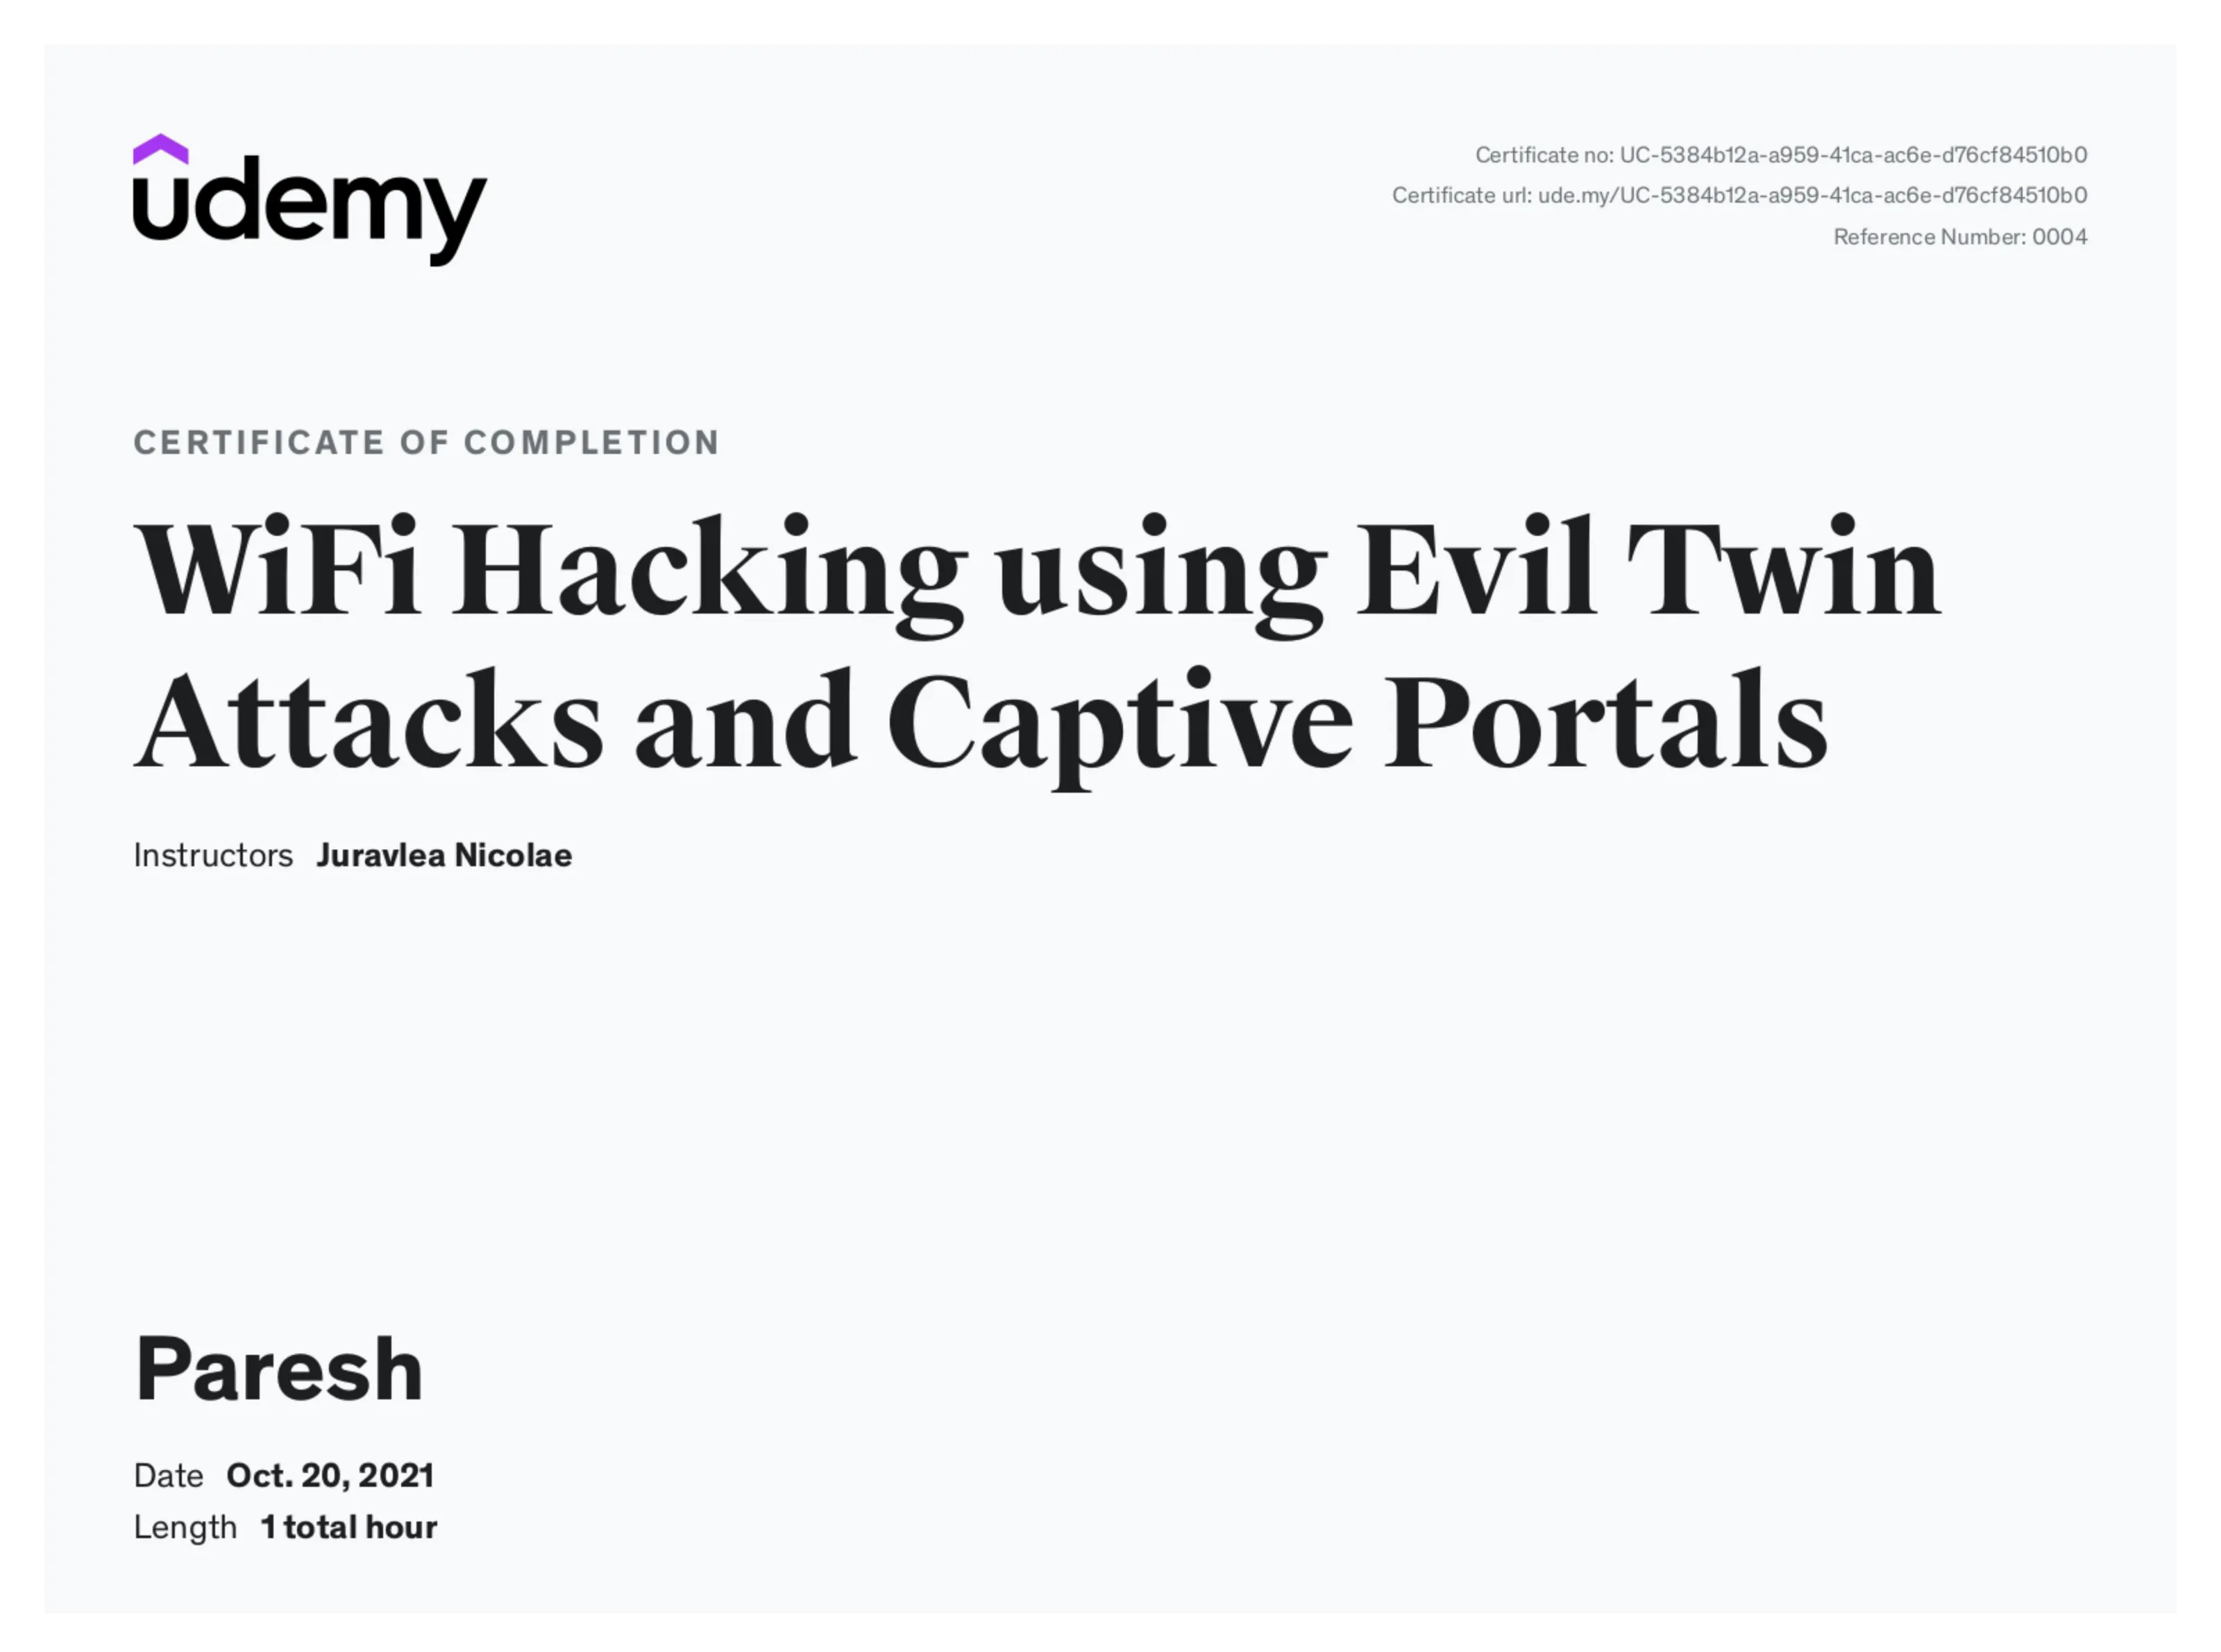 udemy
Certificate no: UC-5384b12a-a959-41ca-ac6e-d76cf84510b0
Certificate url: ude.my/UC-5384b12a-a959-41ca-ac6e-d76cf84510b0
Reference Number: 0004
CERTIFICATE OF COMPLETION
WiFi Hacking using Evil Twin
Attacks and Captive Portals
Instructors Juravlea Nicolae
Paresh
Date Oct. 20, 2021
Length 1 total hour